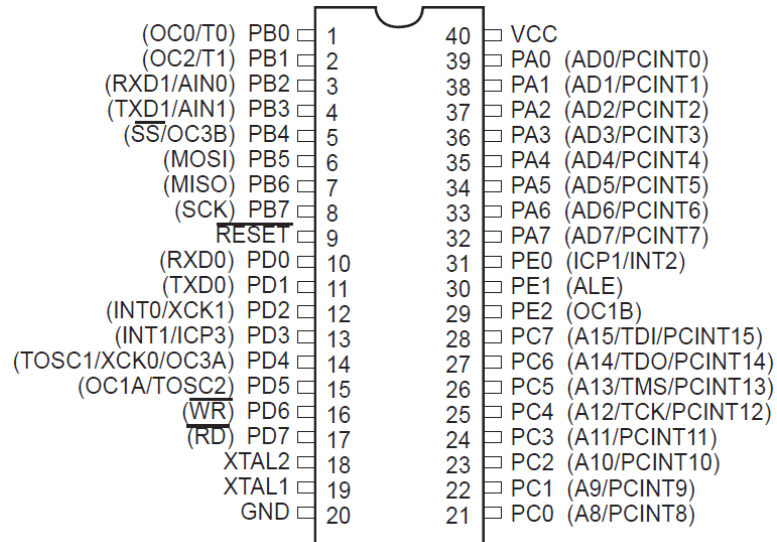 (OC0/T0) PB0 1 40 VCC
(OC2/T1) PB1 2 39 PA0 (AD0/PCINT0)
(RXD1/AIN0) PB2 3 38 PA1 (AD1/PCINT1)
(TXD1/AIN1) PB3 4 37 PA2 (AD2/PCINT2)
(S̅S̅/OC3B) PB4 5 36 PA3 (AD3/PCINT3)
(MOSI) PB5 6 35 PA4 (AD4/PCINT4)
(MISO) PB6 7 34 PA5 (AD5/PCINT5)
(SCK) PB7 8 33 PA6 (AD6/PCINT6)
R̅E̅S̅E̅T̅ 9 32 PA7 (AD7/PCINT7)
(RXD0) PD0 10 31 PE0 (ICP1/INT2)
(TXD0) PD1 11 30 PE1 (ALE)
(INT0/XCK1) PD2 12 29 PE2 (OC1B)
(INT1/ICP3) PD3 13 28 PC7 (A15/TDI/PCINT15)
(TOSC1/XCK0/OC3A) PD4 14 27 PC6 (A14/TDO/PCINT14)
(OC1A/TOSC2) PD5 15 26 PC5 (A13/TMS/PCINT13)
(W̅R̅) PD6 16 25 PC4 (A12/TCK/PCINT12)
(R̅D̅) PD7 17 24 PC3 (A11/PCINT11)
XTAL2 18 23 PC2 (A10/PCINT10)
XTAL1 19 22 PC1 (A9/PCINT9)
GND 20 21 PC0 (A8/PCINT8)